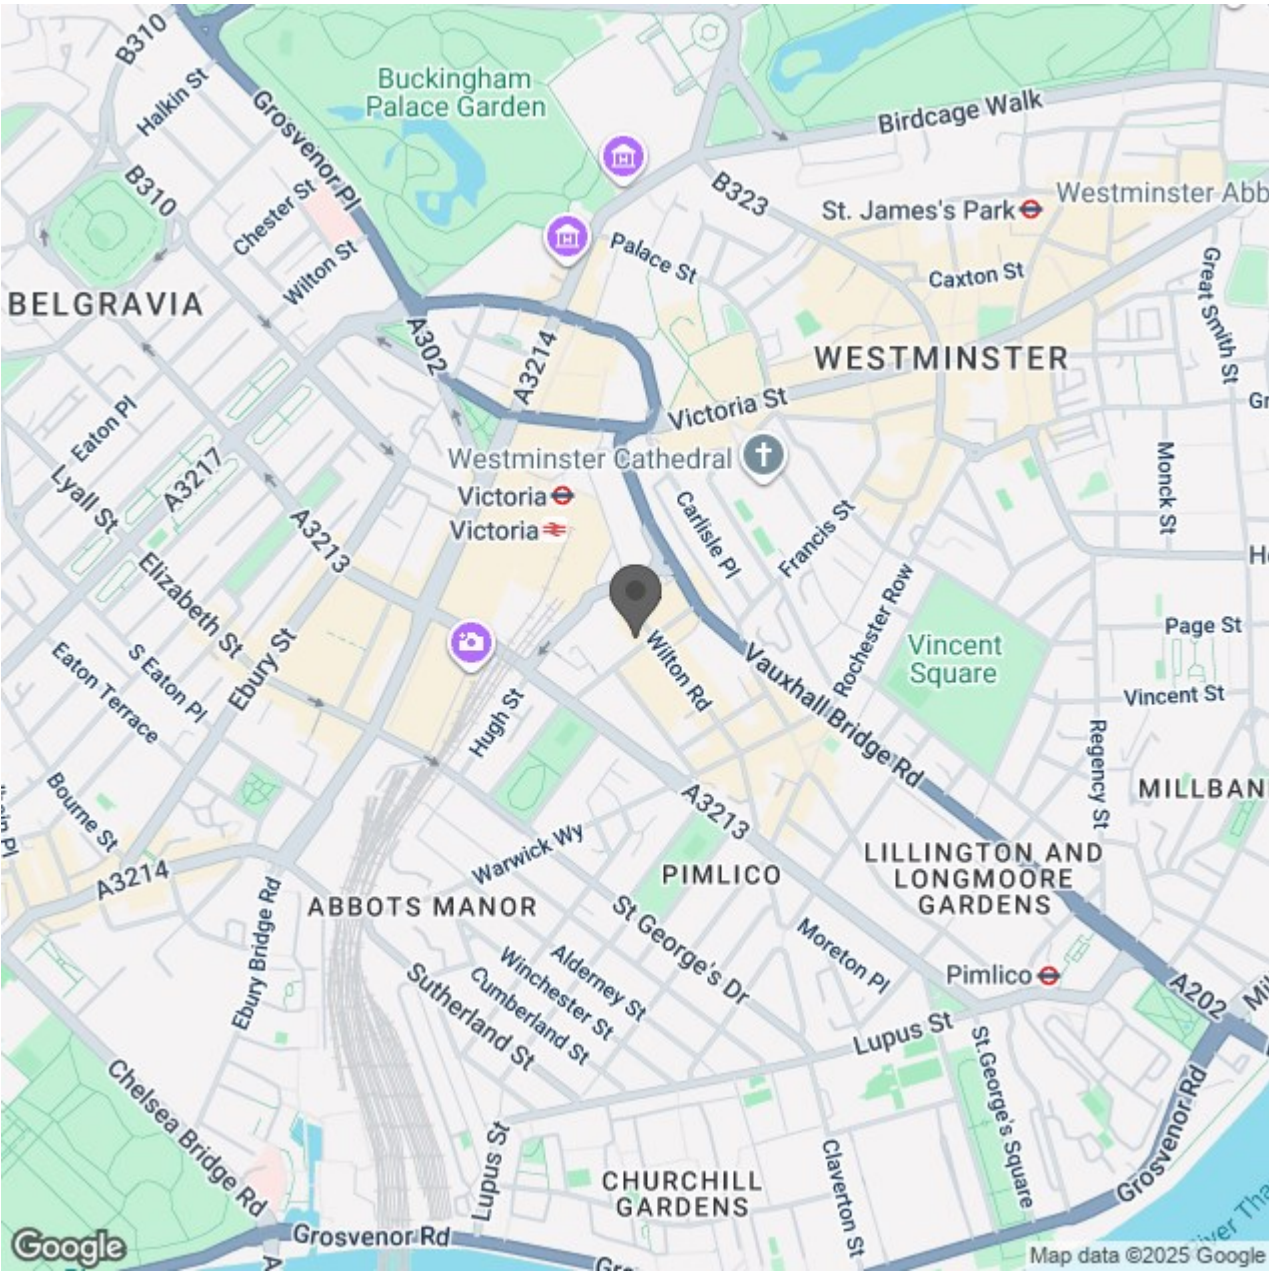 B310
Halkin St
Buckingham
Palace Garden
Grosvenor Pl
Birdcage Walk
B310
Chester St
B323
Westminster Abb
St. James's Park
Wilton St
Palace St
Caxton St
Great Smith St
BELGRAVIA
A302
A3214
WESTMINSTER
Victoria St
Gr
Eaton Pl
Westminster Cathedral
Monck St
Lyall St
A3217
Victoria
Victoria
Carlisle Pl
Francis St
A3213
Elizabeth St
Rochester Row
Ho
Page St
Vincent
Square
Eaton Terrace
S Eaton Pl
Ebury St
Wilton Rd
Vauxhall Bridge Rd
Vincent St
Hugh St
Regency St
MILLBAN
Bourne St
A3213
Warwick Wy
PIMLICO
LILLINGTON AND
LONGMOORE
GARDENS
A3214
ABBOTS MANOR
Ebury Bridge Rd
St George's Dr
Moreton Pl
Alderney St
Winchester St
Cumberland St
Sutherland St
Pimlico
A202
Mil
Lupus St
St.George's Square
Chelsea Bridge Rd
Grosvenor Rd
Lupus St
CHURCHILL
GARDENS
Claverton St
Grosvenor Rd
Gro
A
Google
Map data ©2025 Google